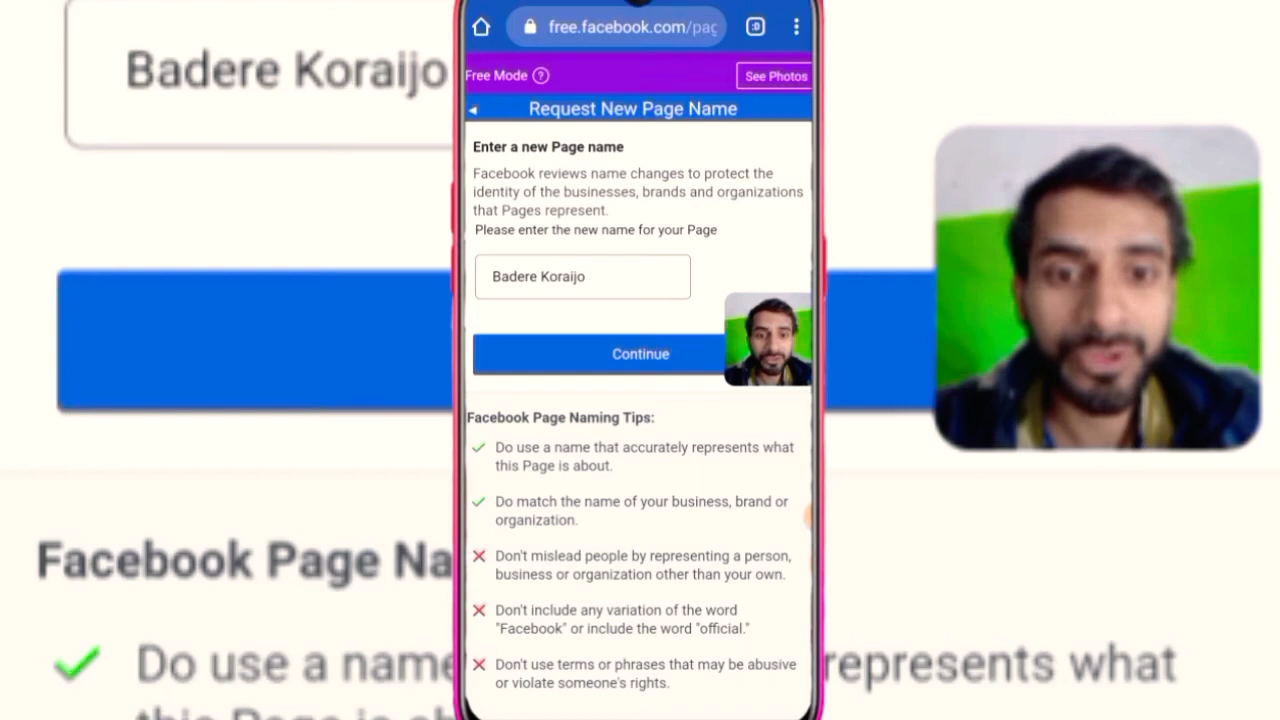 free.facebook.com/pag
:D
Free Mode ?
See Photos
Request New Page Name
Enter a new Page name
Facebook reviews name changes to protect the
identity of the businesses, brands and organizations
that Pages represent.
Please enter the new name for your Page
Badere Koraijo
Continue
Facebook Page Naming Tips:
Do use a name that accurately represents what
this Page is about.
Do match the name of your business, brand or
organization.
Don't mislead people by representing a person,
business or organization other than your own.
Don't include any variation of the word
"Facebook" or include the word "official."
Don't use terms or phrases that may be abusive
or violate someone's rights.
Badere Koraijo
Facebook Page Na
Do use a name
represents what